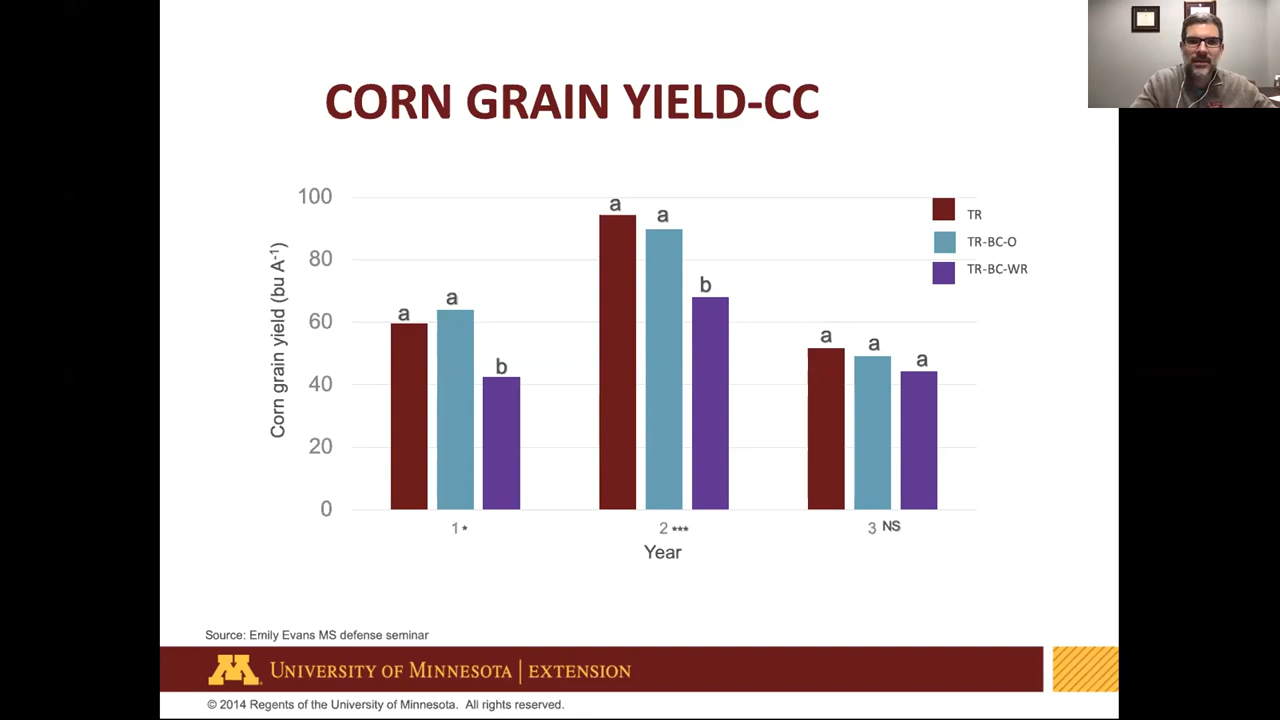 CORN GRAIN YIELD-CC
Corn grain yield (bu A-1)
100
80
60
40
20
0
a
a
b
a
a
b
a
a
a
TR
TR-BC-O
TR-BC-WR
1 *
2 ***
3 NS
Year
Source: Emily Evans MS defense seminar
M UNIVERSITY OF MINNESOTA | EXTENSION
© 2014 Regents of the University of Minnesota. All rights reserved.